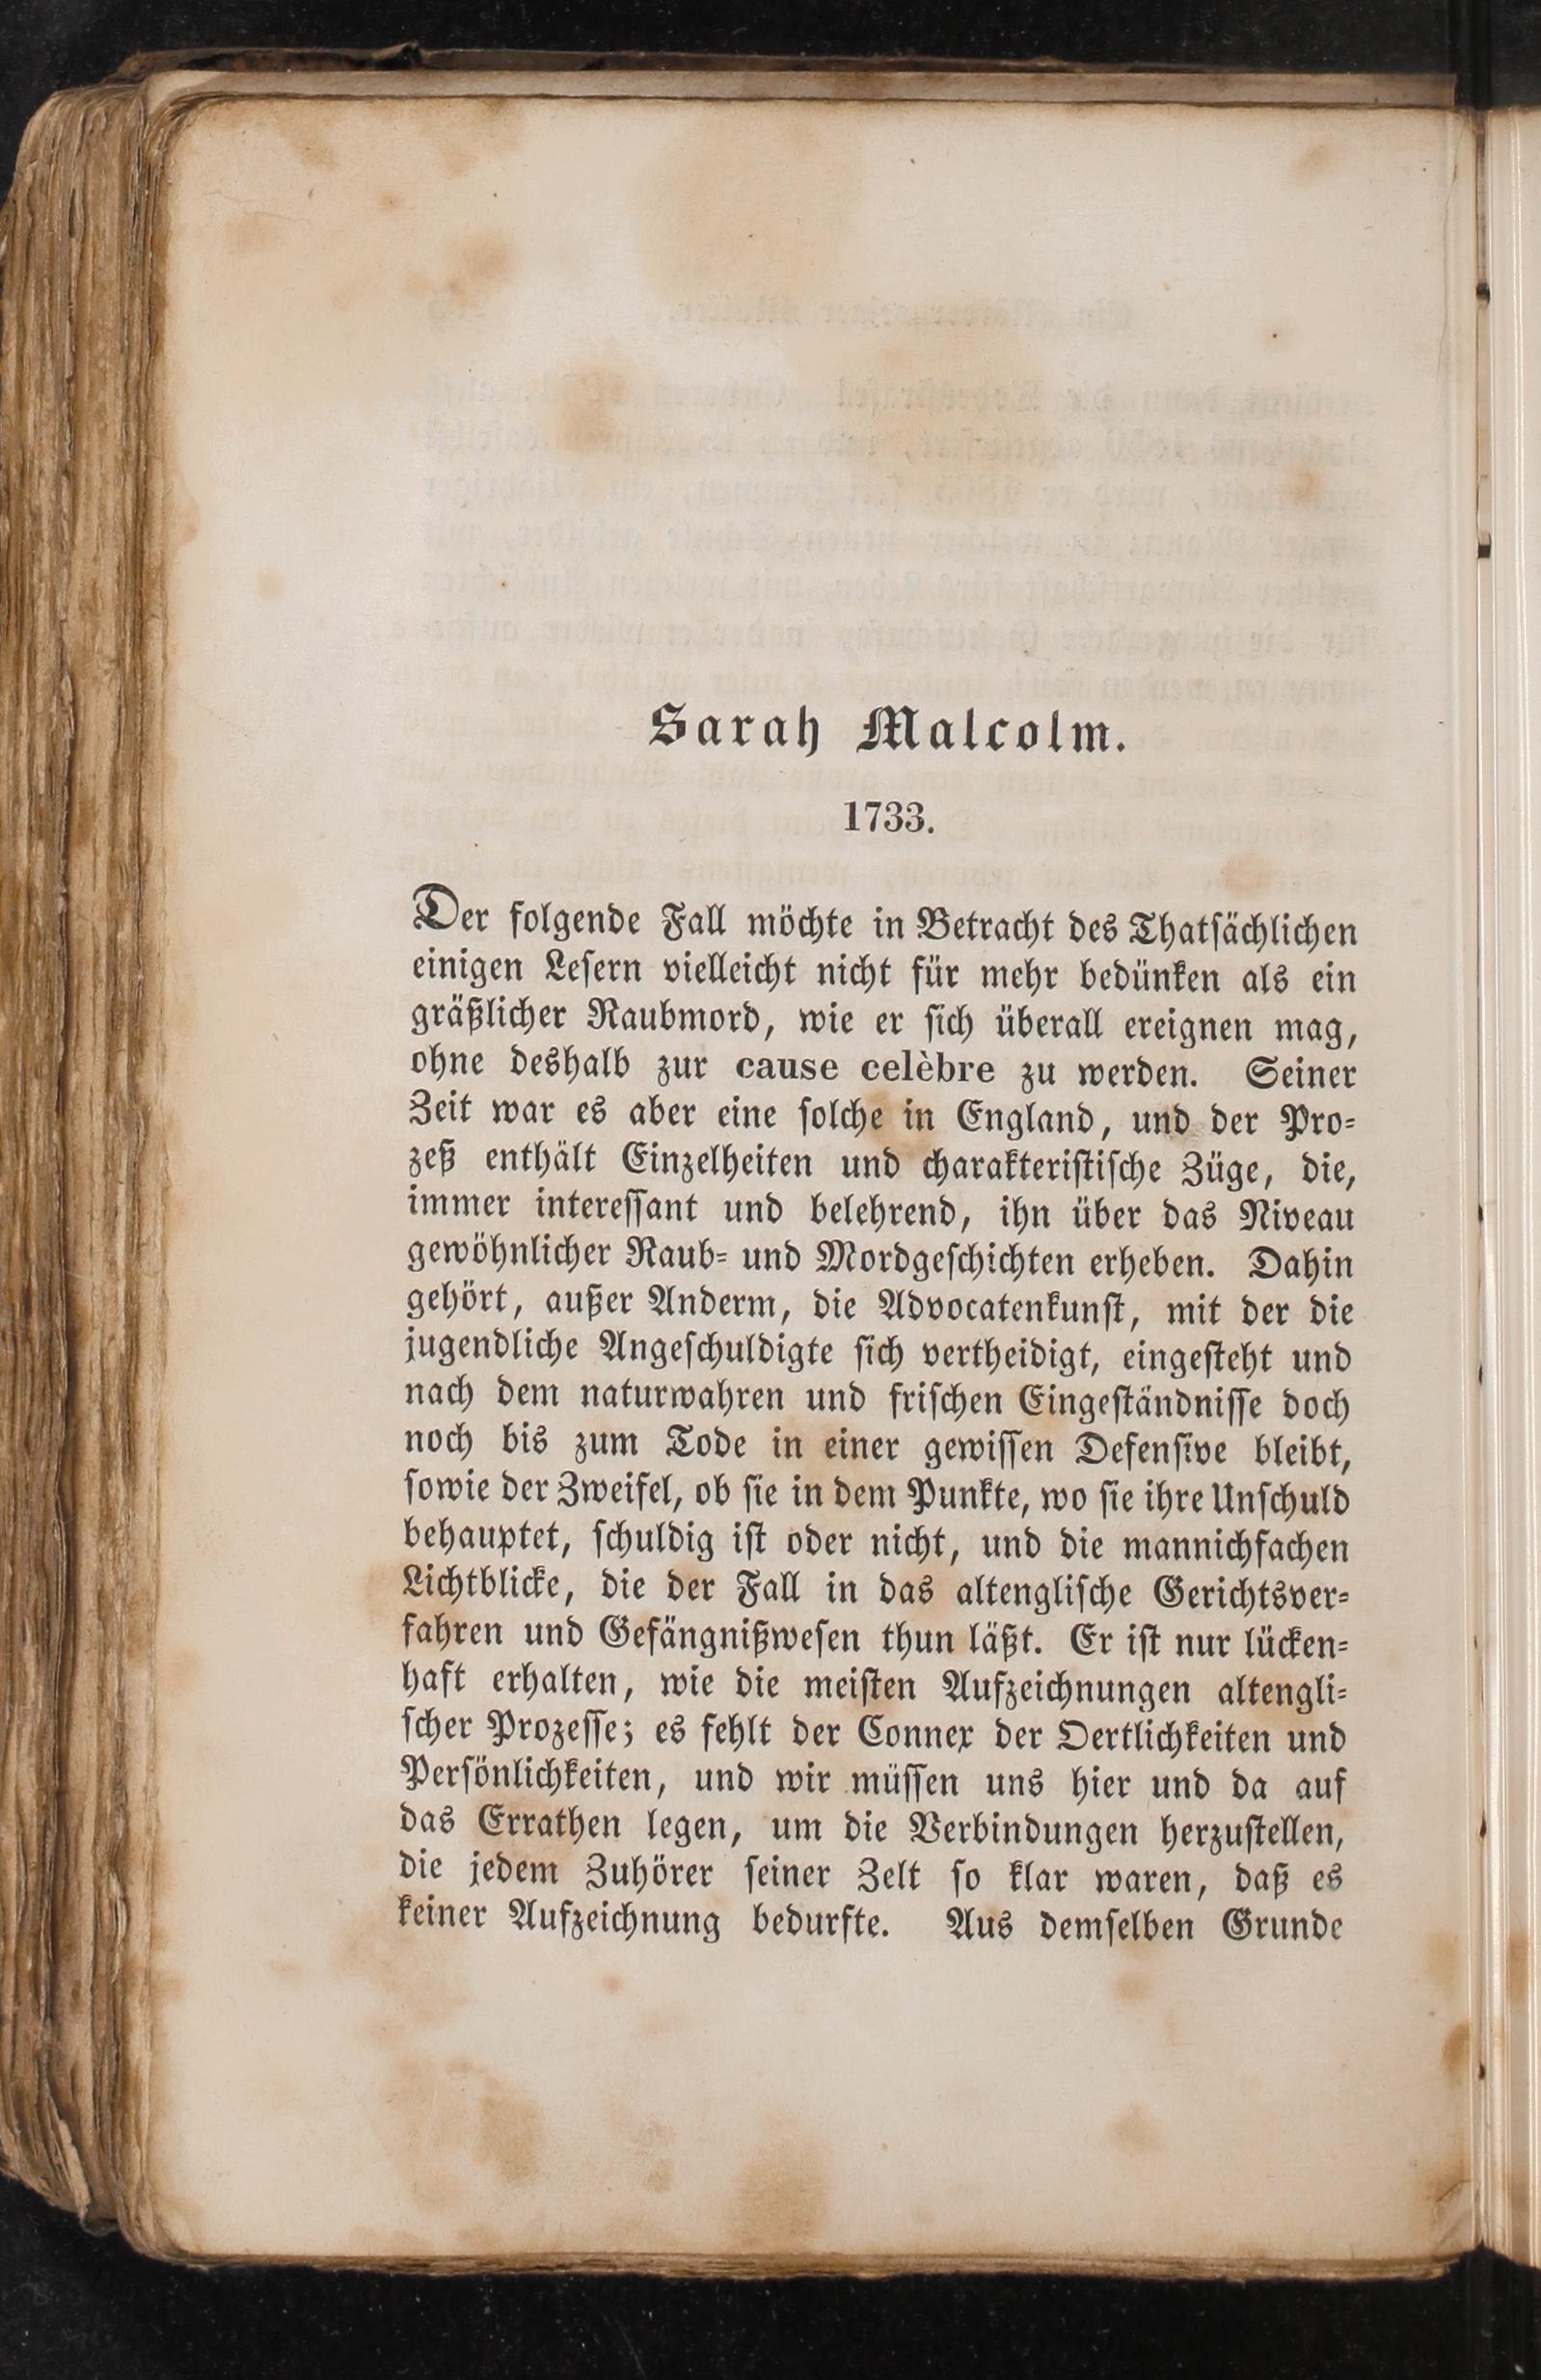 Sarah Malcolm.
1733.
Der folgende Fall möchte in Betracht des Thatſächlichen
einigen Leſern vielleicht nicht für mehr bedünken als ein
gräßlicher Raubmord, wie er ſich überall ereignen mag,
ohne deshalb zur cause celèbre zu werden. Seiner
Zeit war es aber eine ſolche in England, und der Pro⸗
zeß enthält Einzelheiten und charakteriſtiſche Züge, die,
immer intereſſant und belehrend, ihn über das Niveau
gewöhnlicher Raub⸗ und Mordgeſchichten erheben. Dahin
gehört, außer Anderm, die Advocatenkunſt, mit der die
jugendliche Angeſchuldigte ſich vertheidigt, eingeſteht und
nach dem naturwahren und friſchen Eingeſtändniſſe doch
noch bis zum Tode in einer gewiſſen Defenſive bleibt,
ſowie der Zweifel, ob ſie in dem Punkte, wo ſie ihre Unſchuld
behauptet, ſchuldig iſt oder nicht, und die mannichfachen
Lichtblicke, die der Fall in das altengliſche Gerichtsver⸗
fahren und Gefängnißweſen thun läßt. Er iſt nur lücken⸗
haft erhalten, wie die meiſten Aufzeichnungen altengli⸗
ſcher Prozeſſe; es fehlt der Connex der Oertlichkeiten und
Perſönlichkeiten, und wir müſſen uns hier und da auf
das Errathen legen, um die Verbindungen herzuſtellen,
die jedem Zuhörer ſeiner Zelt ſo klar waren, daß es
keiner Aufzeichnung bedurfte. Aus demſelben Grunde